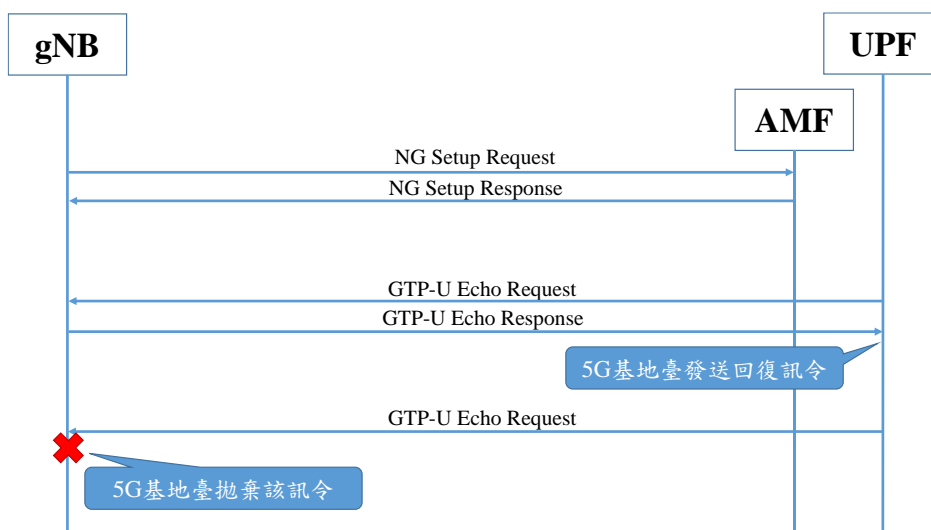 gNB
UPF
AMF
NG Setup Request
NG Setup Response
GTP-U Echo Request
GTP-U Echo Response
5G基地臺發送回復訊令
GTP-U Echo Request
5G基地臺拋棄該訊令